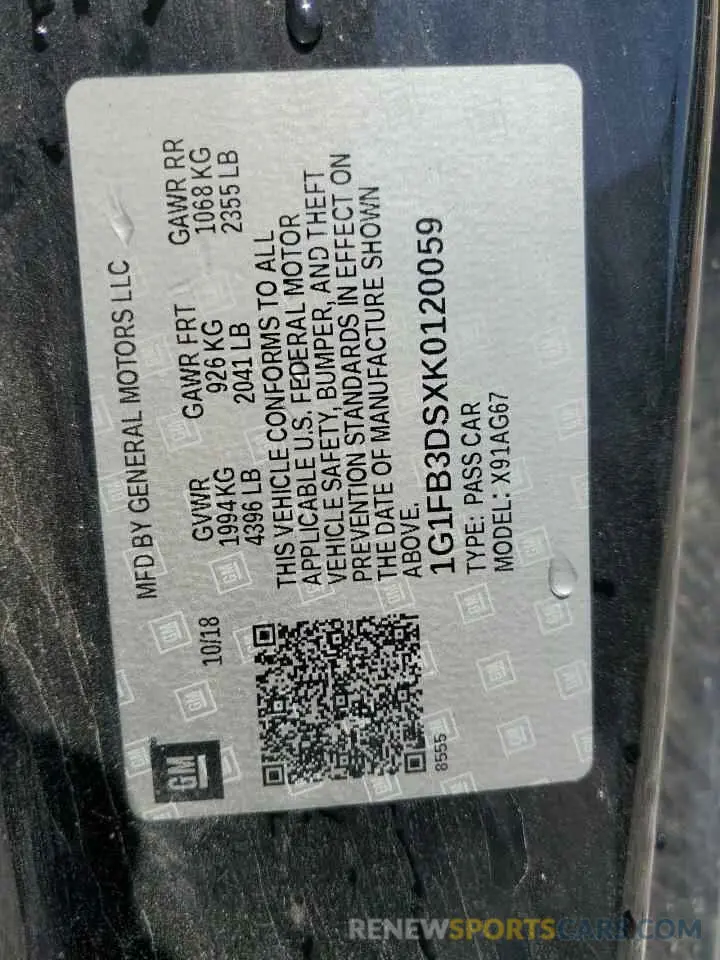 MFD BY GENERAL MOTORS LLC
10/18
GVWR GAWR FRT GAWR RR
1994 KG 926 KG 1068 KG
4396 LB 2041 LB 2355 LB
THIS VEHICLE CONFORMS TO ALL
APPLICABLE U.S. FEDERAL MOTOR
VEHICLE SAFETY, BUMPER, AND THEFT
PREVENTION STANDARDS IN EFFECT ON
THE DATE OF MANUFACTURE SHOWN
ABOVE.
1G1FB3DSXK0120059
TYPE: PASS CAR
MODEL: X91AG67
GM
8555
RENEWSPORTSCARS.COM